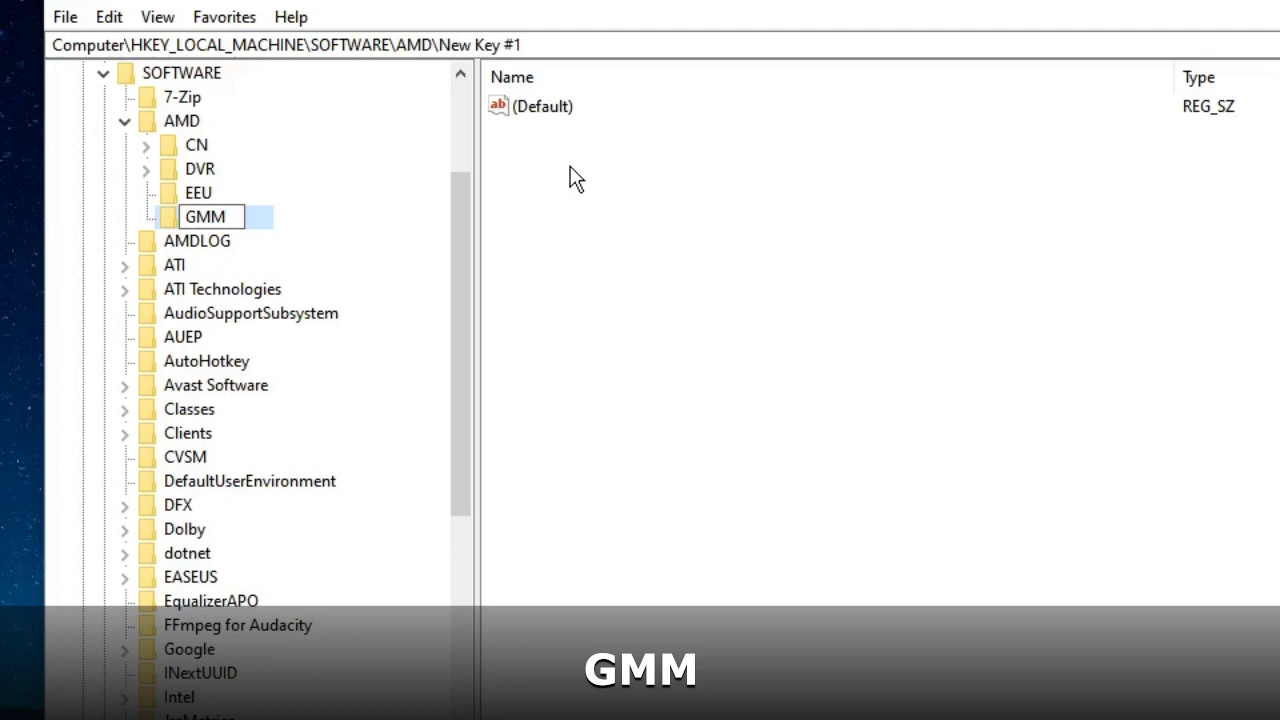 File Edit View Favorites Help
Computer\HKEY_LOCAL_MACHINE\SOFTWARE\AMD\New Key #1
SOFTWARE
7-Zip
AMD
CN
DVR
EEU
GMM
AMDLOG
ATI
ATI Technologies
AudioSupportSubsystem
AUEP
AutoHotkey
Avast Software
Classes
Clients
CVSM
DefaultUserEnvironment
DFX
Dolby
dotnet
EASEUS
EqualizerAPO
FFmpeg for Audacity
Google
INextUUID
Intel
Name Type
ab (Default) REG_SZ
GMM